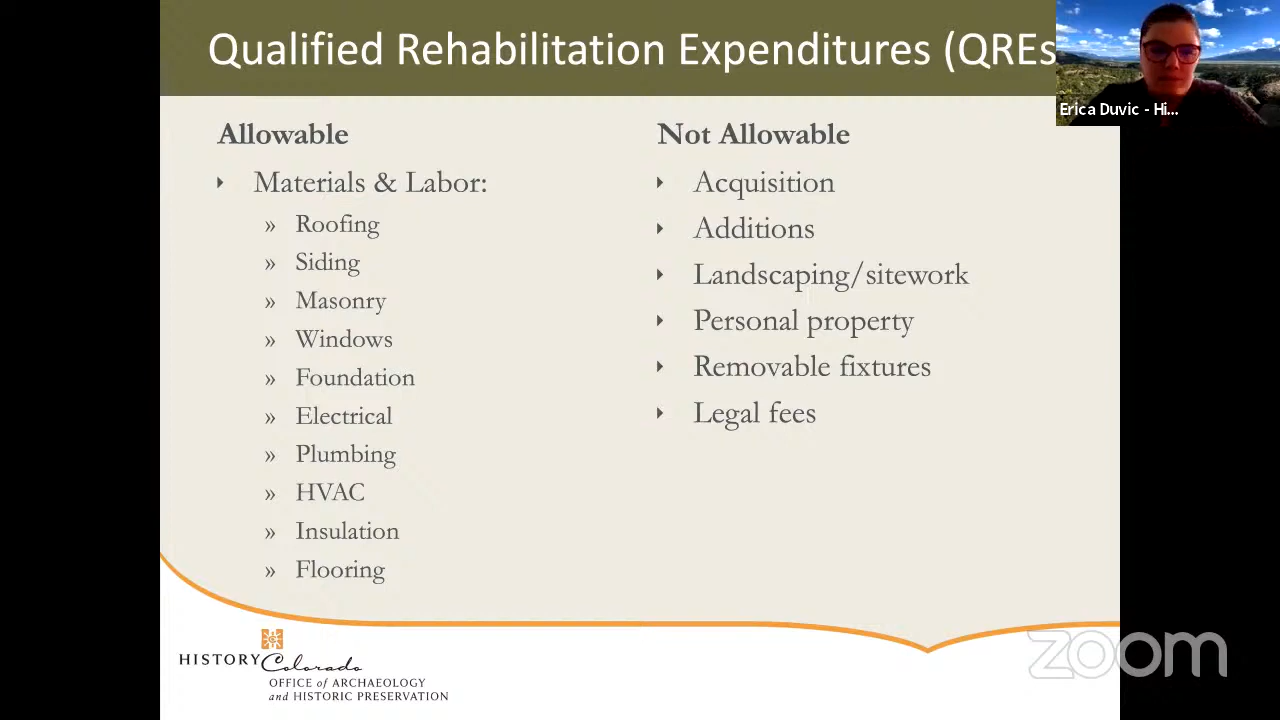 Qualified Rehabilitation Expenditures (QREs
Erica Duvic - Hi...
Allowable
Materials & Labor:
» Roofing
» Siding
» Masonry
» Windows
» Foundation
» Electrical
» Plumbing
» HVAC
» Insulation
» Flooring
Not Allowable
Acquisition
Additions
Landscaping/sitework
Personal property
Removable fixtures
Legal fees
HISTORY Colorado
OFFICE of ARCHAEOLOGY
and HISTORIC PRESERVATION
zoom